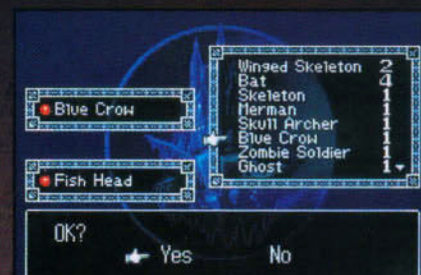 Blue Crow
Fish Head
Winged Skeleton 2
Bat 4
Skeleton 1
Merman 1
Skull Archer 1
Blue Crow 1
Zombie Soldier 1
Ghost 1
OK?
Yes No